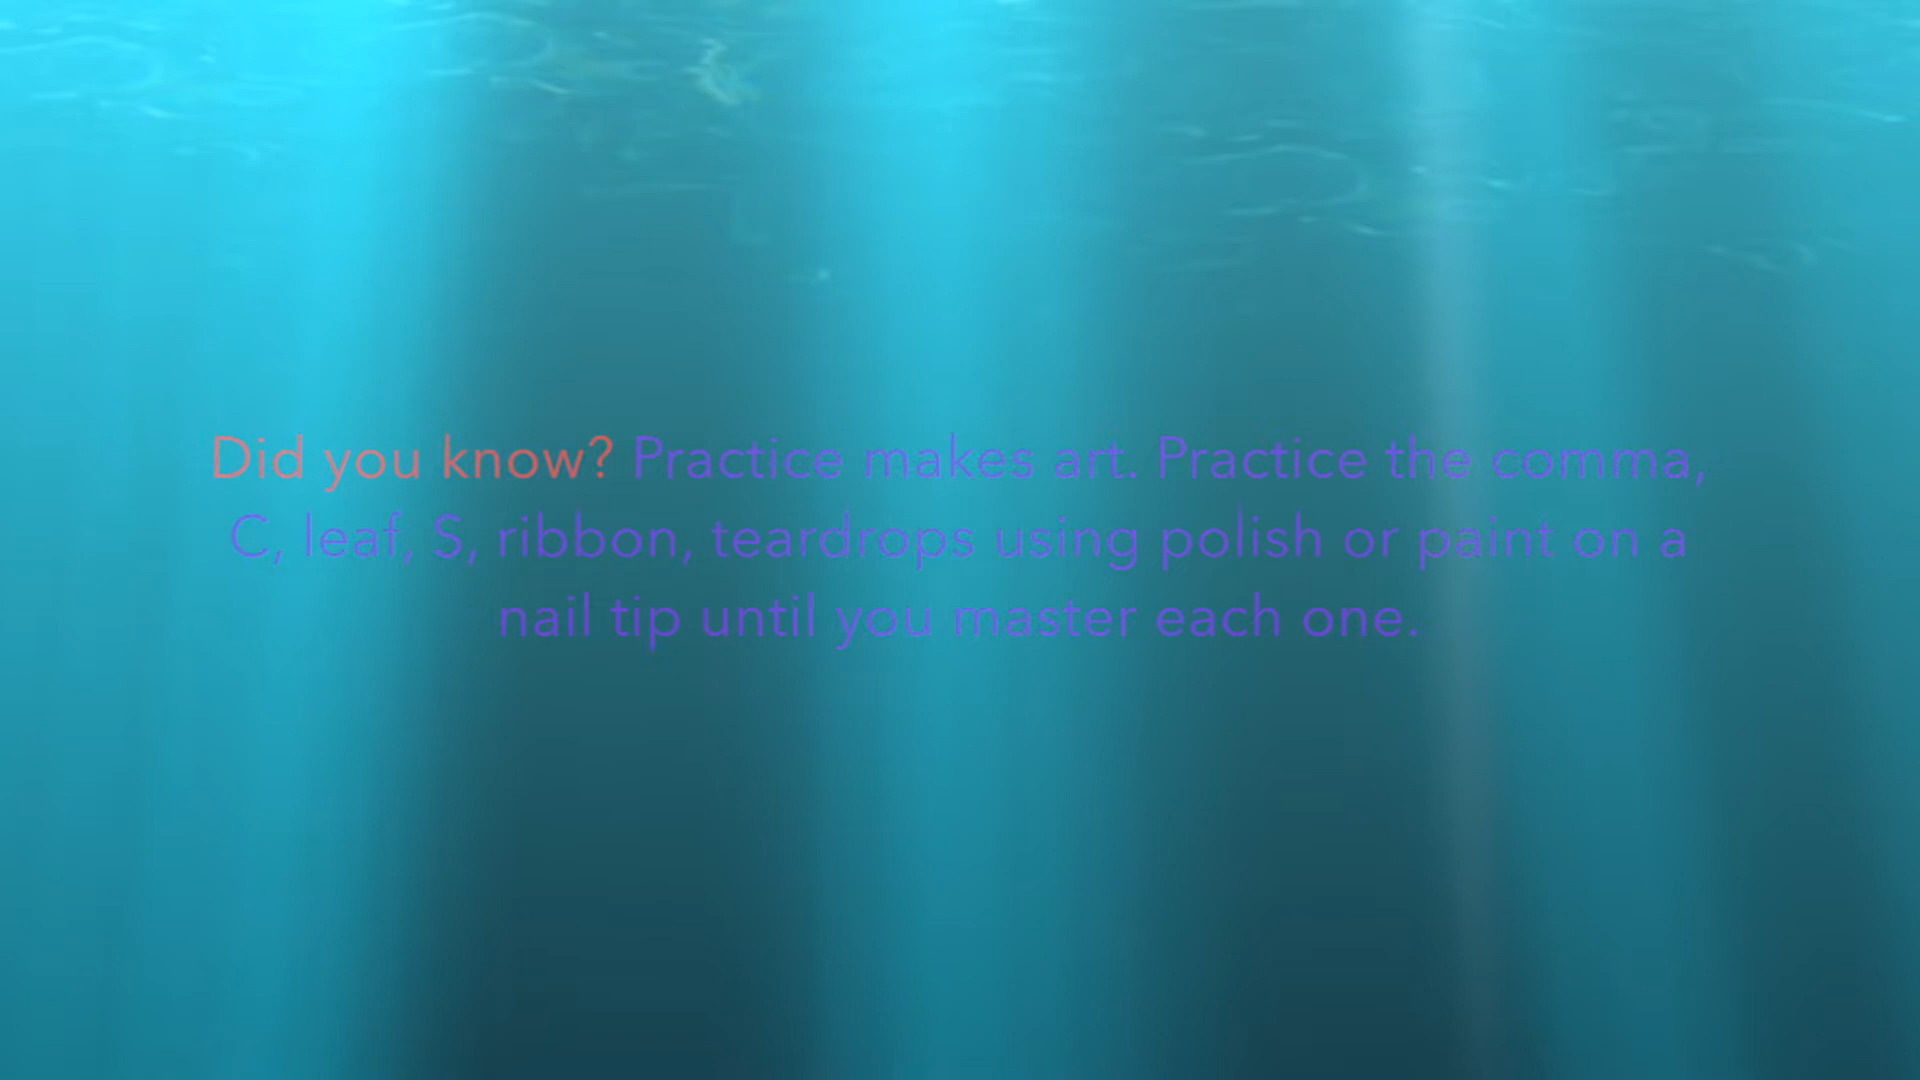 Did you know? Practice makes art. Practice the comma,
C, leaf, S, ribbon, teardrops using polish or paint on a
nail tip until you master each one.